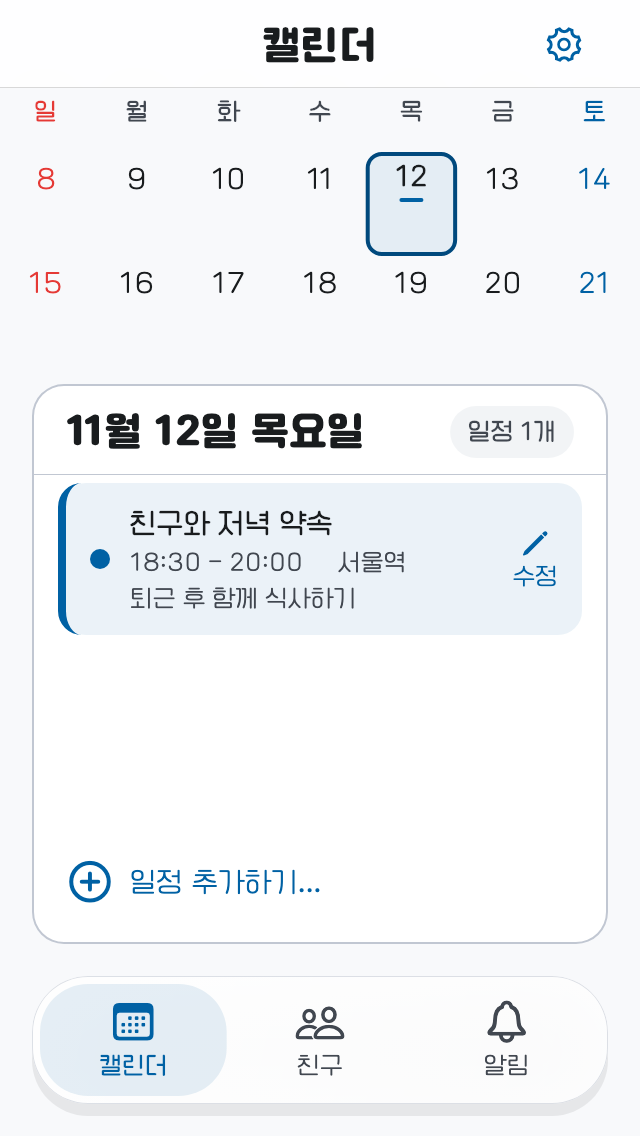 캘린더
일 월 화 수 목 금 토
8 9 10 11 12 13 14
15 16 17 18 19 20 21
11월 12일 목요일 일정 1개
친구와 저녁 약속
18:30 – 20:00 서울역
퇴근 후 함께 식사하기
수정
일정 추가하기...
캘린더 친구 알림